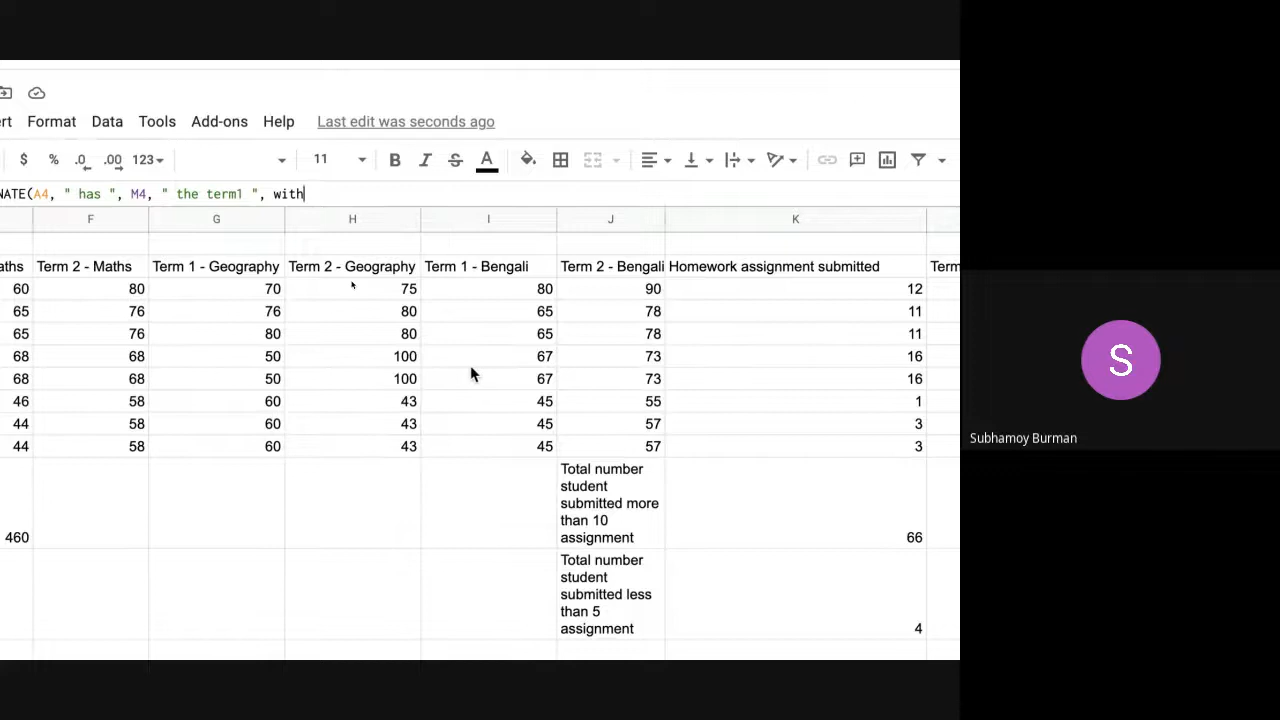 rt Format Data Tools Add-ons Help Last edit was seconds ago
$ % .0 .00 123 11 B I S A
NATE(A4, " has ", M4, " the term1 ", with
F G H I J K
aths Term 2 - Maths Term 1 - Geography Term 2 - Geography Term 1 - Bengali Term 2 - Bengali Homework assignment submitted Term
60 80 70 75 80 90 12
65 76 76 80 65 78 11
65 76 80 80 65 78 11
68 68 50 100 67 73 16
68 68 50 100 67 73 16
46 58 60 43 45 55 1
44 58 60 43 45 57 3
44 58 60 43 45 57 3
Total number
student
submitted more
than 10
460 assignment 66
Total number
student
submitted less
than 5
assignment 4
S
Subhamoy Burman